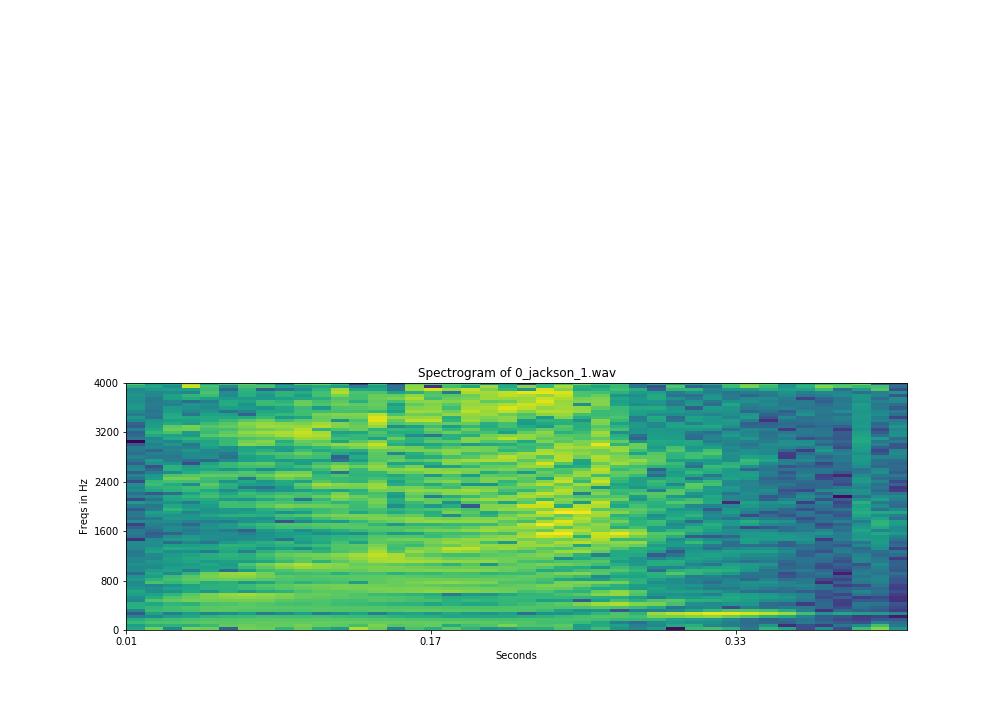 Spectrogram of 0_jackson_1.wav
4000
3200
2400
1600
800
0
Freqs in Hz
0.01 0.17 0.33
Seconds